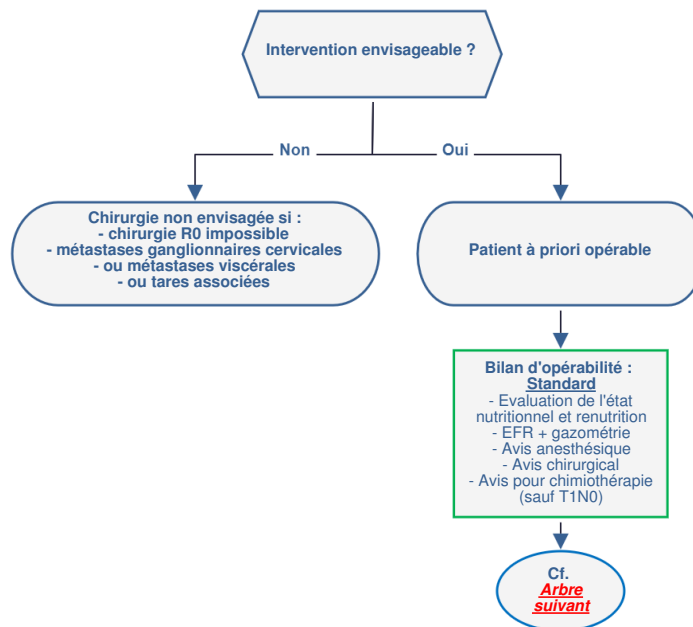 Intervention envisageable ?
Non
Oui
Chirurgie non envisagée si :
- chirurgie R0 impossible
- métastases ganglionnaires cervicales
- ou métastases viscérales
- ou tares associées
Patient à priori opérable
Bilan d'opérabilité :
Standard
- Evaluation de l'état
nutritionnel et renutrition
- EFR + gazométrie
- Avis anesthésique
- Avis chirurgical
- Avis pour chimiothérapie
(sauf T1N0)
Cf.
Arbre
suivant